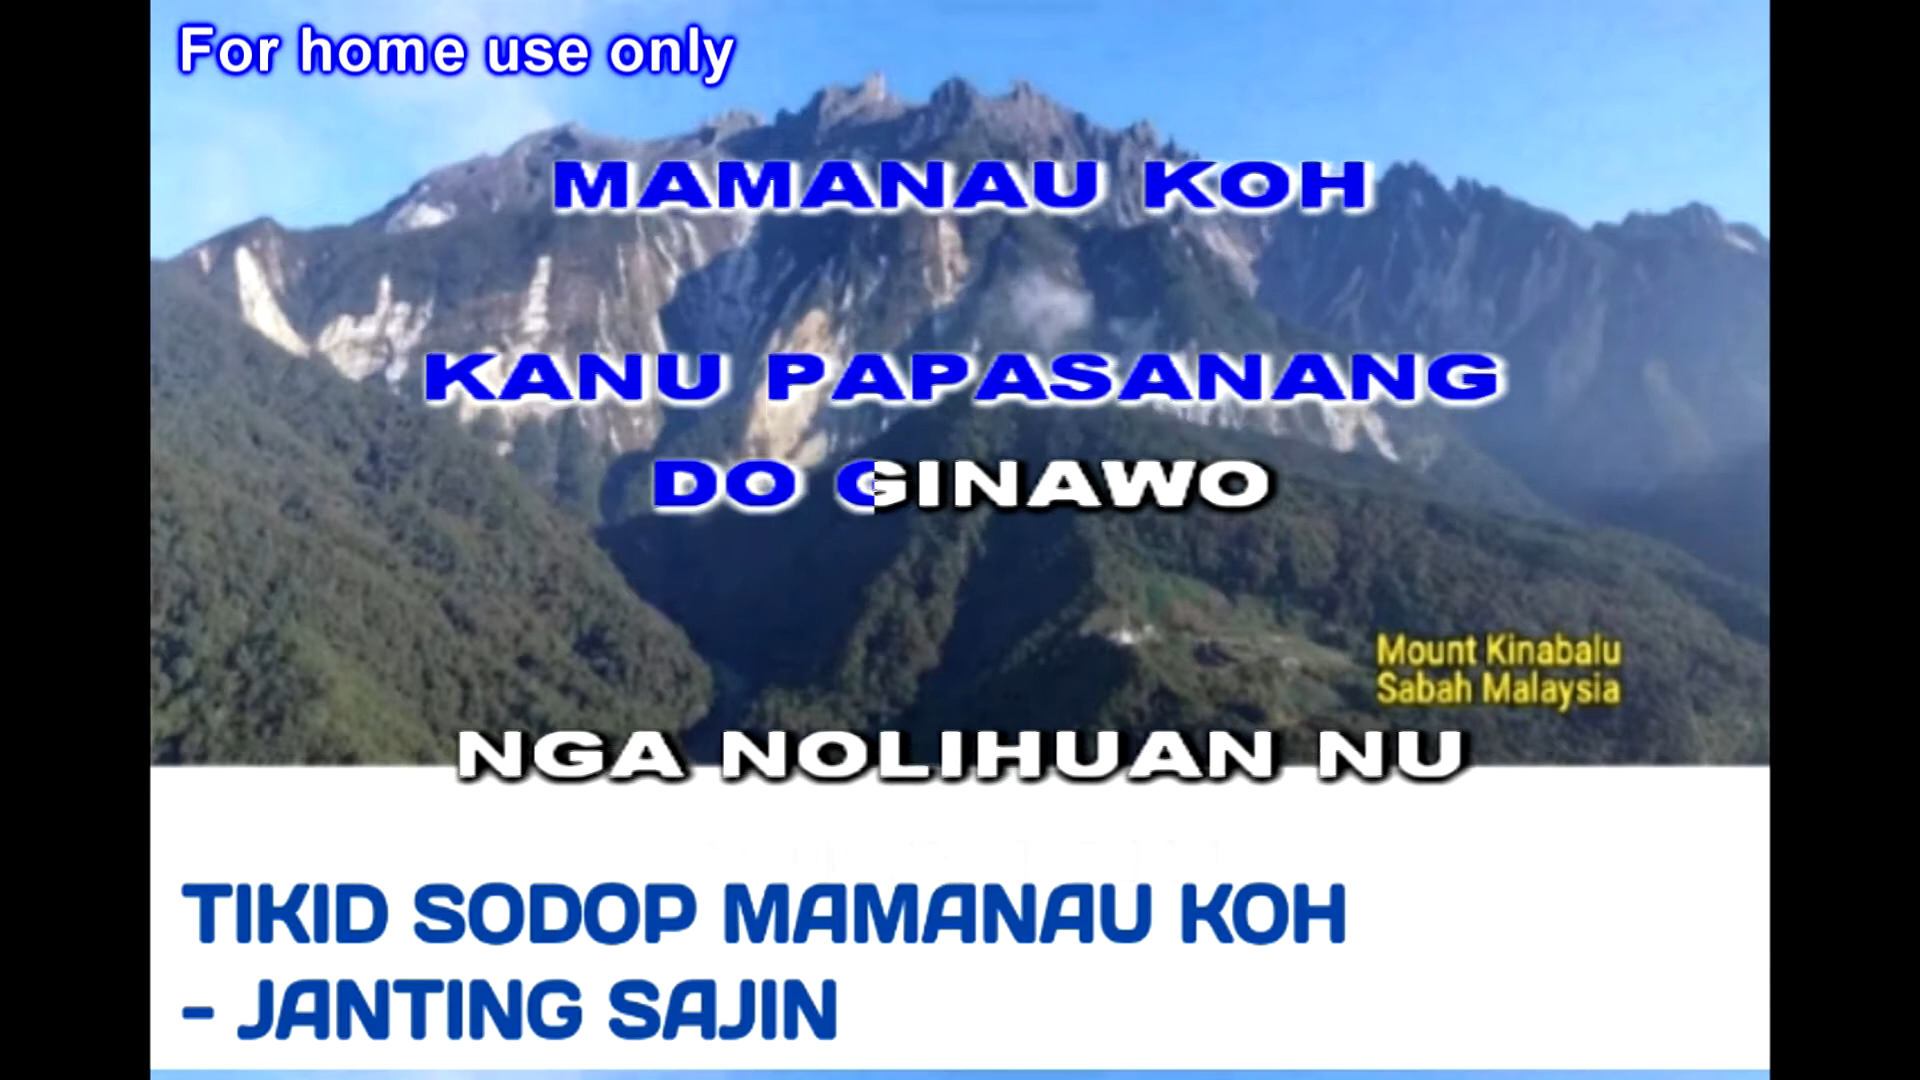 For home use only
MAMANAU KOH
KANU PAPASANANG
DO GINAWO
Mount Kinabalu
Sabah Malaysia
NGA NOLIHUAN NU
TIKID SODOP MAMANAU KOH
- JANTING SAJIN